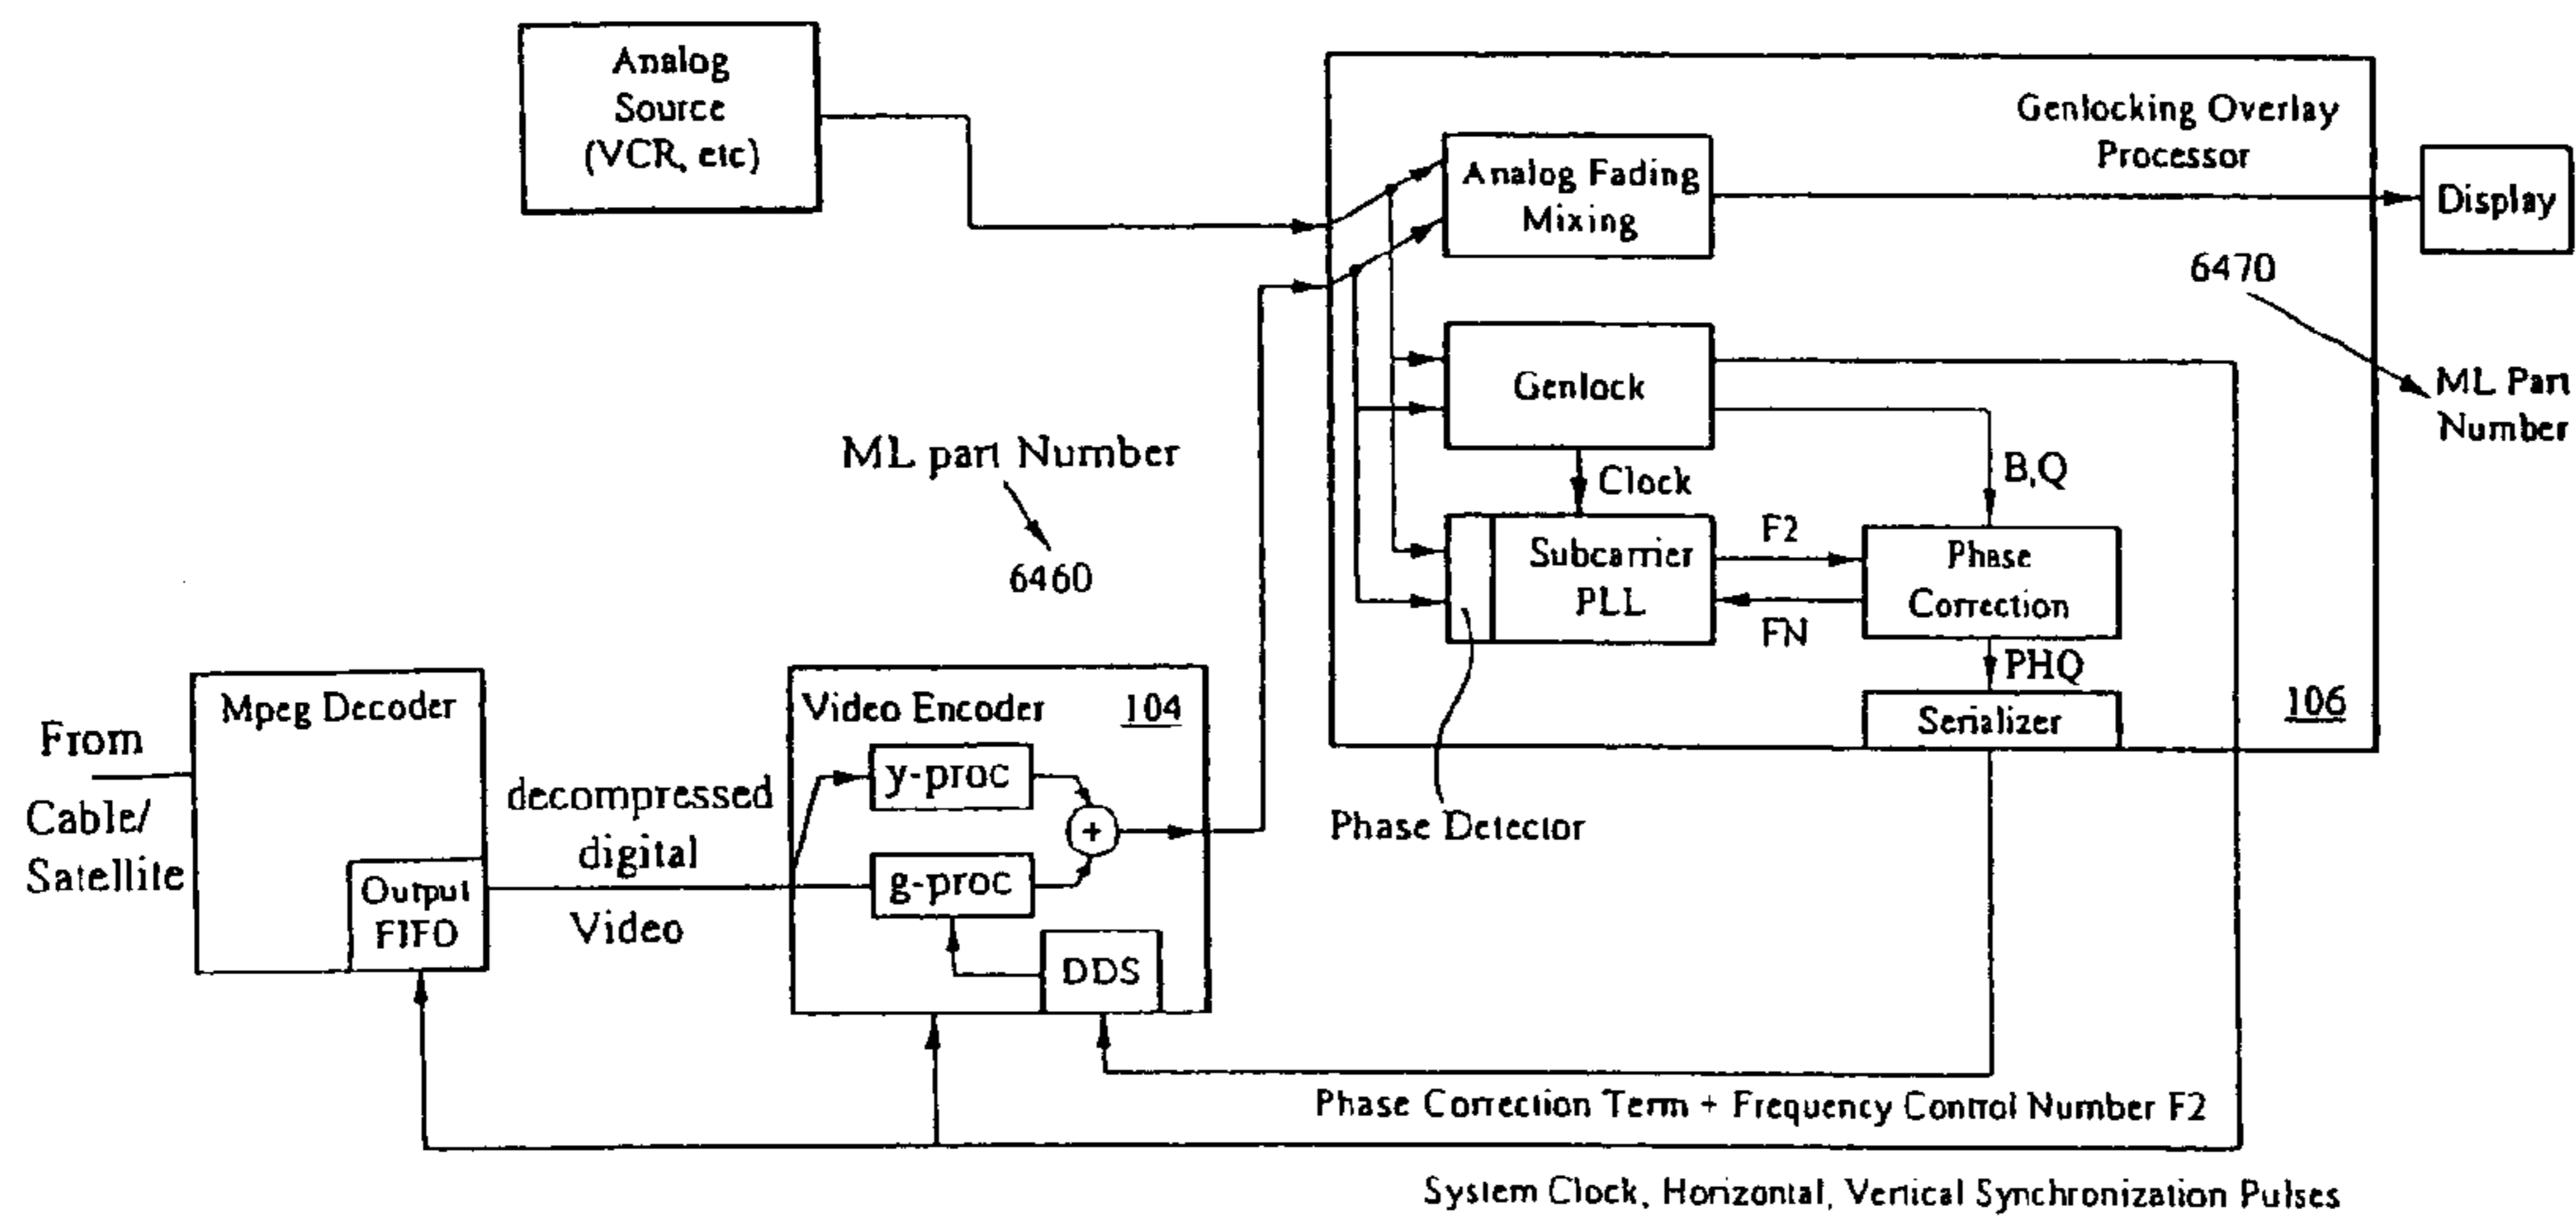 Analog
Source
(VCR, etc)
Genlocking Overlay
Processor
Analog Fading
Mixing
Display
6470
ML Part
Number
Genlock
B,Q
Clock
ML part Number
6460
Subcarrier
PLL
F2
FN
Phase
Correction
PHQ
Serializer
106
Phase Detector
Mpeg Decoder
From
Cable/
Satellite
Output
FIFO
decompressed
digital
Video
Video Encoder
104
y-proc
+
g-proc
DDS
Phase Correction Term + Frequency Control Number F2
System Clock, Horizontal, Vertical Synchronization Pulses